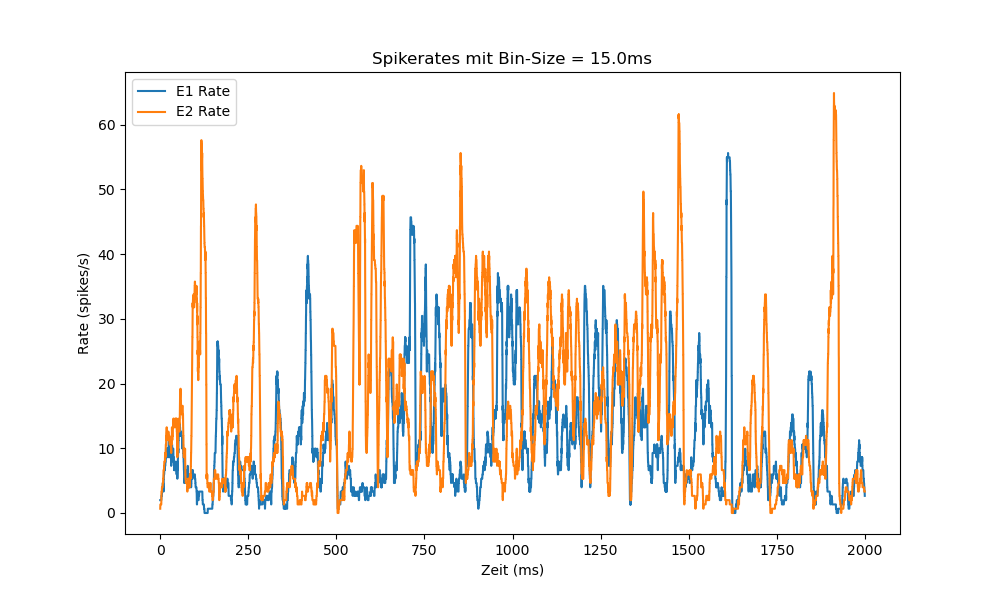 Spikerates mit Bin-Size = 15.0ms
E1 Rate
E2 Rate
60
50
40
30
20
10
0
Rate (spikes/s)
0 250 500 750 1000 1250 1500 1750 2000
Zeit (ms)